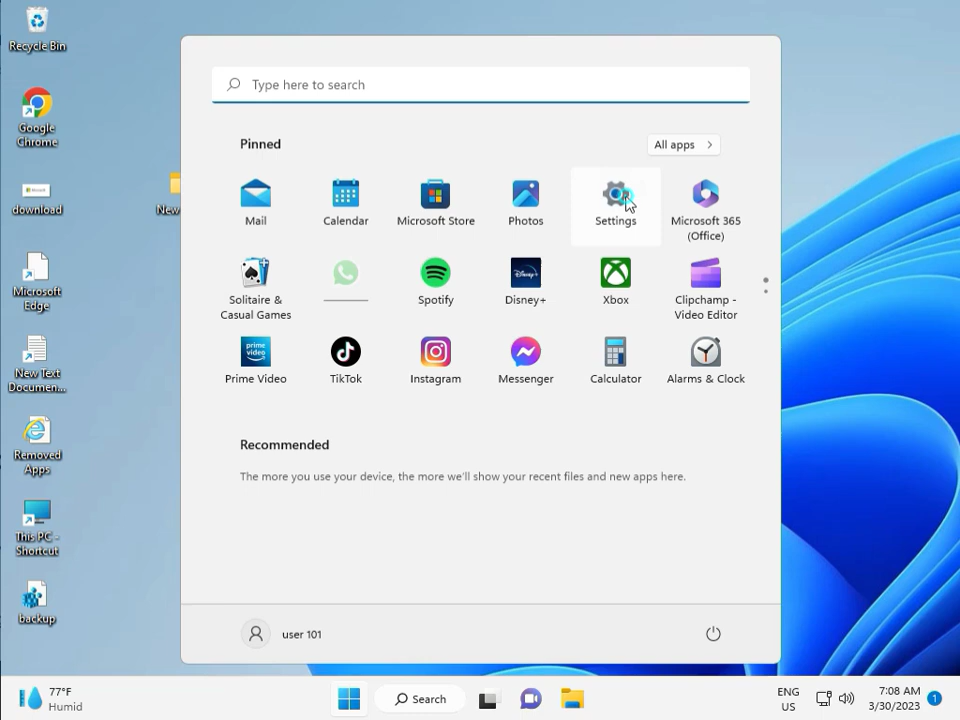 Recycle Bin
Google
Chrome
download
New
Microsoft
Edge
New Text
Documen...
Removed
Apps
This PC -
Shortcut
backup
Type here to search
Pinned
All apps
Mail
Calendar
Microsoft Store
Photos
Settings
Microsoft 365
(Office)
Solitaire &
Casual Games
Spotify
Disney+
Xbox
Clipchamp -
Video Editor
Prime Video
TikTok
Instagram
Messenger
Calculator
Alarms & Clock
prime
video
Disney+
Recommended
The more you use your device, the more we'll show your recent files and new apps here.
user 101
77°F
Humid
Search
ENG
US
7:08 AM
3/30/2023
1